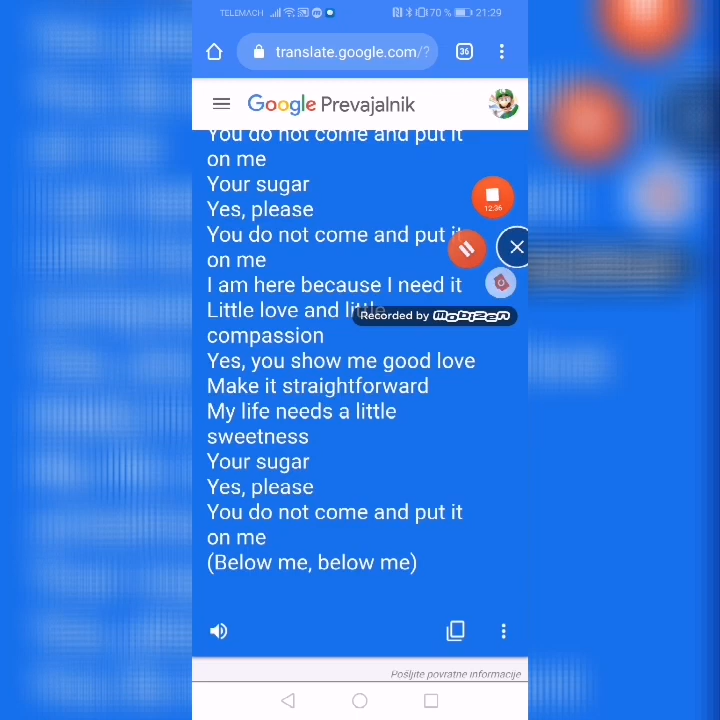 TELEMACH 70 % 21:29
translate.google.com/? 36
Google Prevajalnik
You do not come and put it
on me
Your sugar
Yes, please
12:36
You do not come and put it
on me
I am here because I need it
Little love and little
Recorded by mobizen
compassion
Yes, you show me good love
Make it straightforward
My life needs a little
sweetness
Your sugar
Yes, please
You do not come and put it
on me
(Below me, below me)
Pošljite povratne informacije